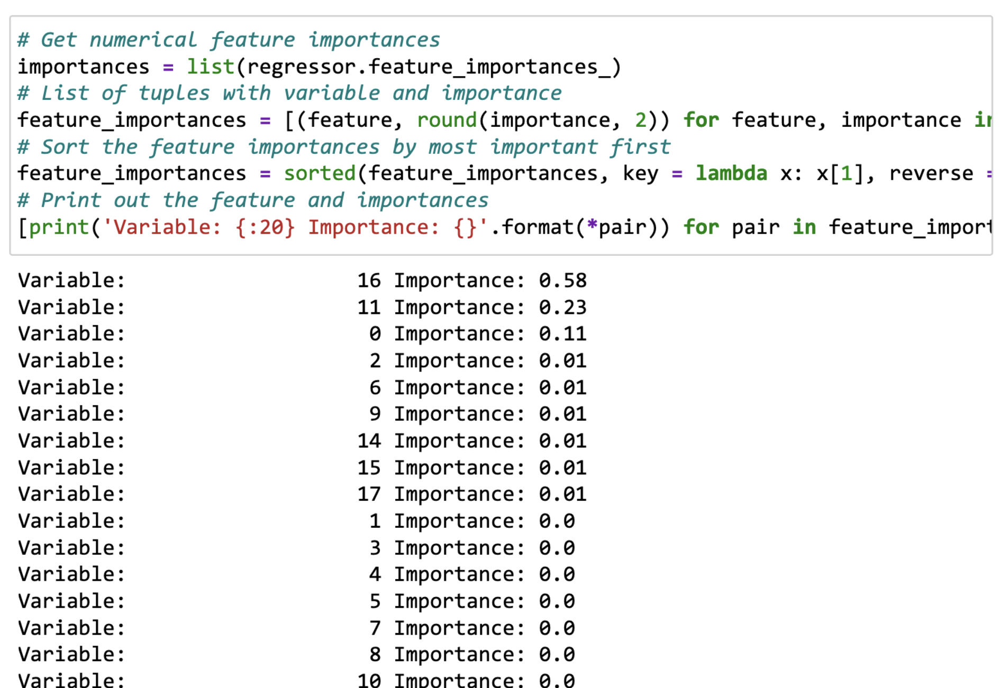 # Get numerical feature importances
importances = list(regressor.feature_importances_)
# List of tuples with variable and importance
feature_importances = [(feature, round(importance, 2)) for feature, importance in
# Sort the feature importances by most important first
feature_importances = sorted(feature_importances, key = lambda x: x[1], reverse =
# Print out the feature and importances
[print('Variable: {:20} Importance: {}'.format(*pair)) for pair in feature_import
Variable: 16 Importance: 0.58
Variable: 11 Importance: 0.23
Variable: 0 Importance: 0.11
Variable: 2 Importance: 0.01
Variable: 6 Importance: 0.01
Variable: 9 Importance: 0.01
Variable: 14 Importance: 0.01
Variable: 15 Importance: 0.01
Variable: 17 Importance: 0.01
Variable: 1 Importance: 0.0
Variable: 3 Importance: 0.0
Variable: 4 Importance: 0.0
Variable: 5 Importance: 0.0
Variable: 7 Importance: 0.0
Variable: 8 Importance: 0.0
Variable: 10 Importance: 0.0